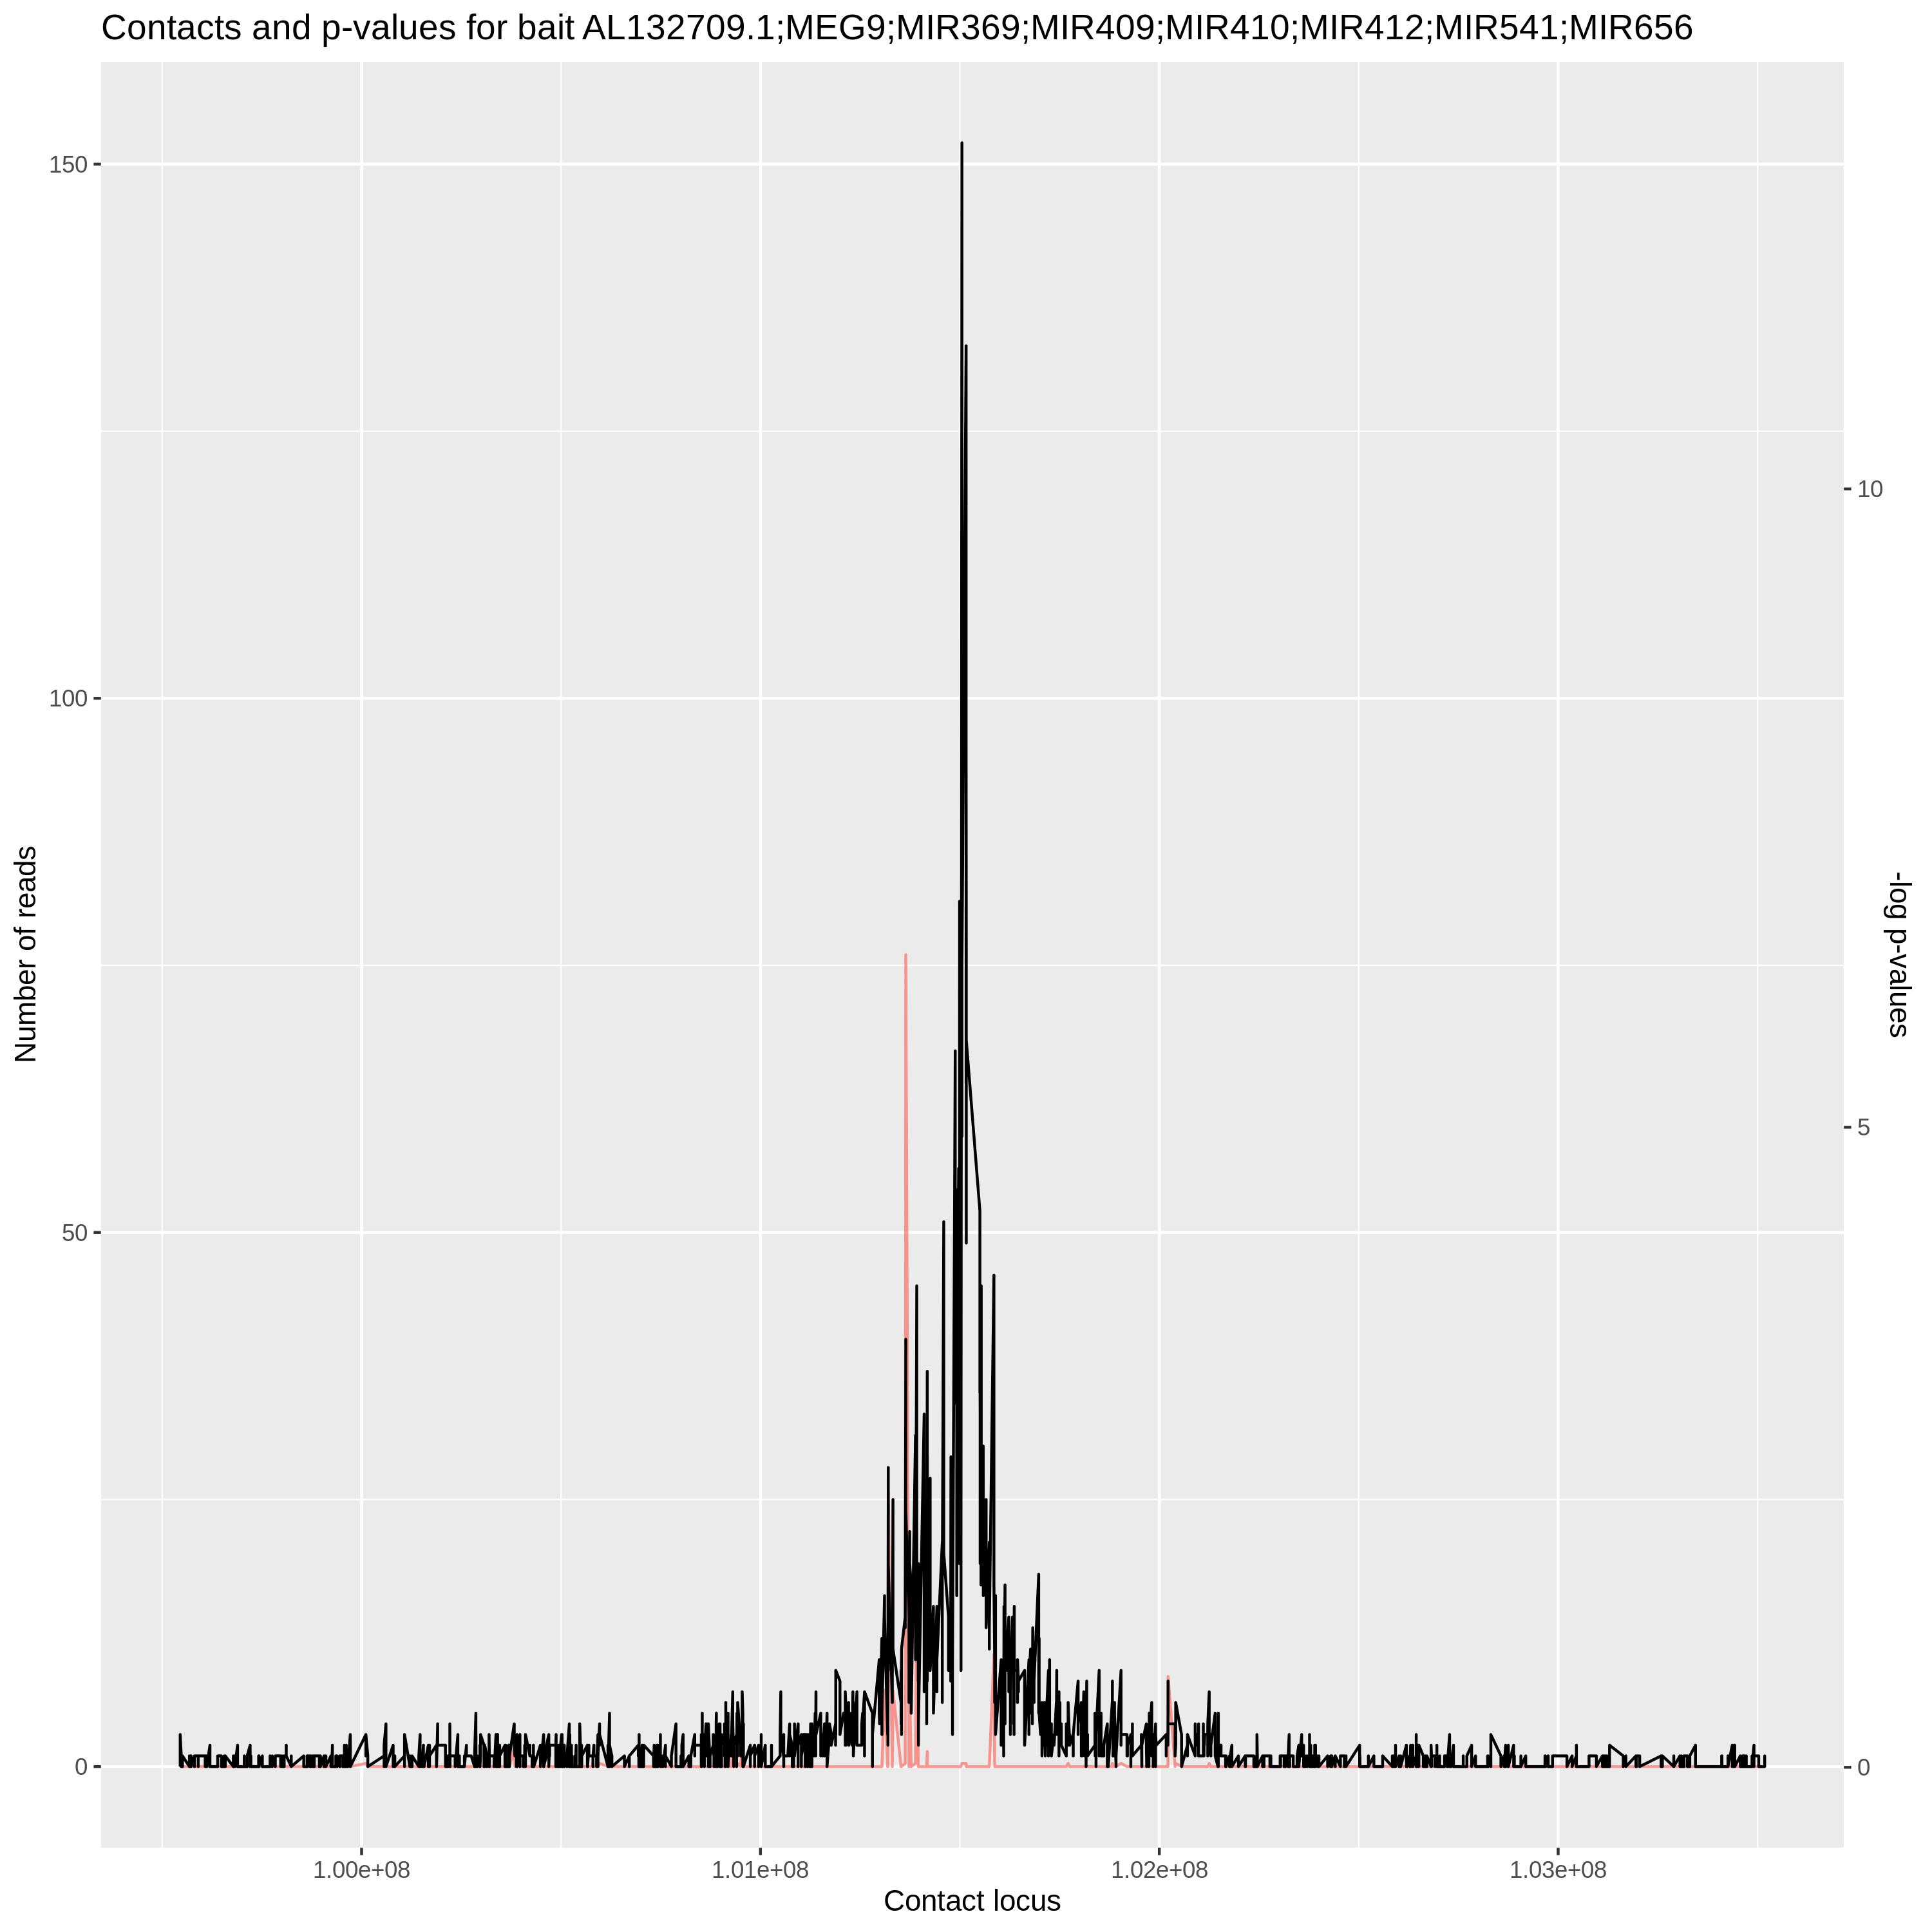 Contacts and p-values for bait AL132709.1;MEG9;MIR369;MIR409;MIR410;MIR412;MIR541;MIR656
150
100
50
0
Number of reads
10
5
0
-log p-values
1.00e+08
1.01e+08
1.02e+08
1.03e+08
Contact locus